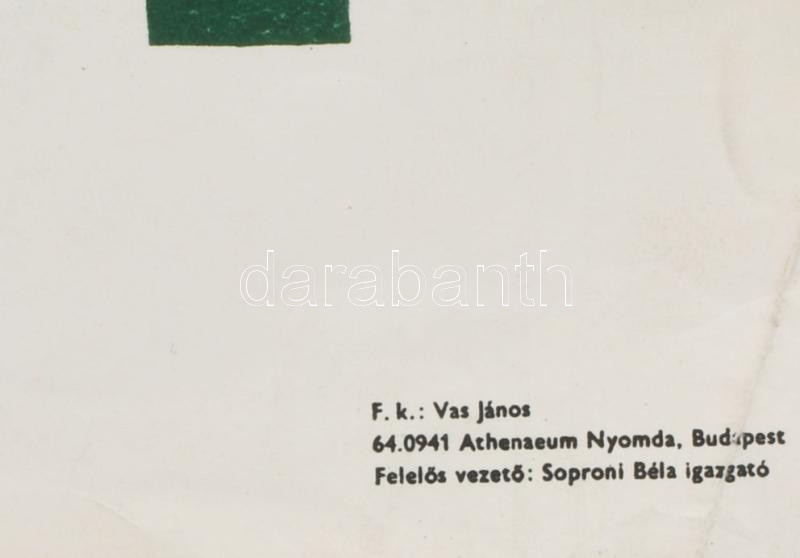 darabanth
F. k.: Vas János
64.0941 Athenaeum Nyomda, Budapest
Felelős vezető: Soproni Béla igazgató